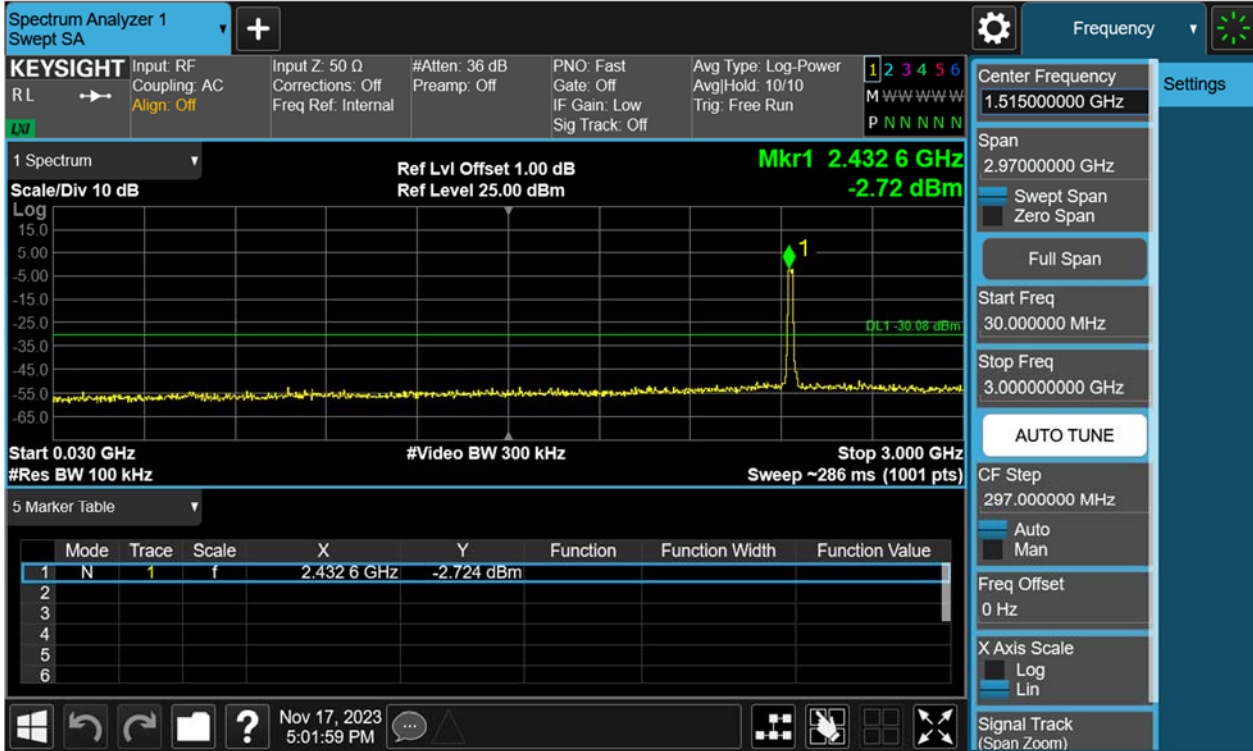 Spectrum Analyzer 1
Swept SA
+
Frequency
KEYSIGHT
RL
LXI
Input: RF
Coupling: AC
Align: Off
Input Z: 50 Ω
Corrections: Off
Freq Ref: Internal
#Atten: 36 dB
Preamp: Off
PNO: Fast
Gate: Off
IF Gain: Low
Sig Track: Off
Avg Type: Log-Power
Avg|Hold: 10/10
Trig: Free Run
1 2 3 4 5 6
M W W W W W
P N N N N N
1 Spectrum
Scale/Div 10 dB
Ref Lvl Offset 1.00 dB
Ref Level 25.00 dBm
Mkr1 2.432 6 GHz
-2.72 dBm
Log
15.0
5.00
-5.00
-15.0
-25.0
-35.0
-45.0
-55.0
-65.0
1
DL1 -30.08 dBm
Start 0.030 GHz
#Res BW 100 kHz
#Video BW 300 kHz
Stop 3.000 GHz
Sweep ~286 ms (1001 pts)
5 Marker Table
Mode Trace Scale X Y Function Function Width Function Value
1 N 1 f 2.432 6 GHz -2.724 dBm
2
3
4
5
6
?
Nov 17, 2023
5:01:59 PM
Center Frequency
1.515000000 GHz
Span
2.97000000 GHz
Swept Span
Zero Span
Full Span
Start Freq
30.000000 MHz
Stop Freq
3.000000000 GHz
AUTO TUNE
CF Step
297.000000 MHz
Auto
Man
Freq Offset
0 Hz
X Axis Scale
Log
Lin
Signal Track
(Span Zoom)
Settings